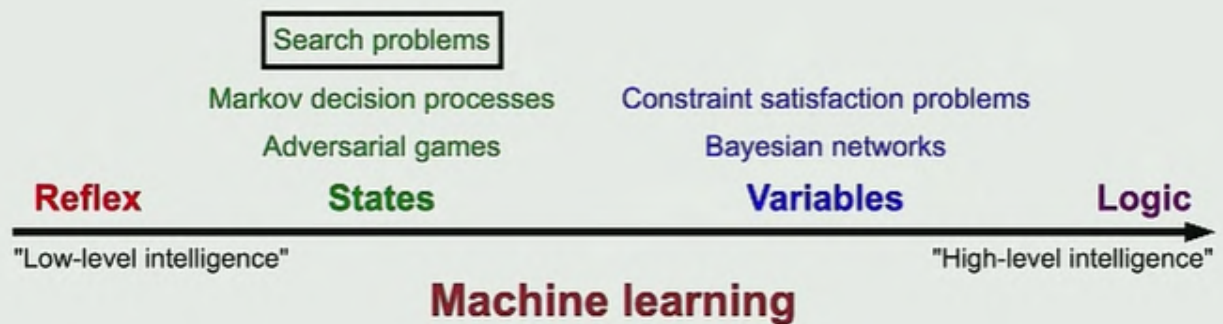 Search problems
Markov decision processes Constraint satisfaction problems
Adversarial games Bayesian networks
Reflex States Variables Logic
"Low-level intelligence" "High-level intelligence"
Machine learning